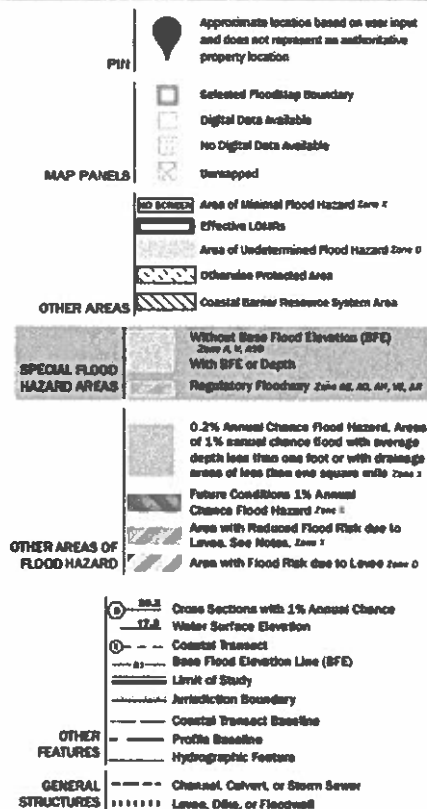 PIN
Approximate location based on user input
and does not represent an authoritative
property location
MAP PANELS
Selected FloodMap Boundary
Digital Data Available
No Digital Data Available
Unmapped
OTHER AREAS
NO SCREEN Area of Minimal Flood Hazard Zone X
Effective LOMRs
Area of Undetermined Flood Hazard Zone D
Otherwise Protected Area
Coastal Barrier Resource System Area
SPECIAL FLOOD
HAZARD AREAS
Without Base Flood Elevation (BFE)
Zone A, V, A99
With BFE or Depth
Regulatory Floodway Zone AE, AO, AH, VE, AR
OTHER AREAS OF
FLOOD HAZARD
0.2% Annual Chance Flood Hazard, Areas
of 1% annual chance flood with average
depth less than one foot or with drainage
areas of less than one square mile Zone X
Future Conditions 1% Annual
Chance Flood Hazard Zone X
Area with Reduced Flood Risk due to
Levee. See Notes. Zone X
Area with Flood Risk due to Levee Zone D
OTHER
FEATURES
B 20.2 Cross Sections with 1% Annual Chance
17.5 Water Surface Elevation
Coastal Transect
Base Flood Elevation Line (BFE)
Limit of Study
Jurisdiction Boundary
Coastal Transect Baseline
Profile Baseline
Hydrographic Feature
GENERAL
STRUCTURES
Channel, Culvert, or Storm Sewer
Levee, Dike, or Floodwall